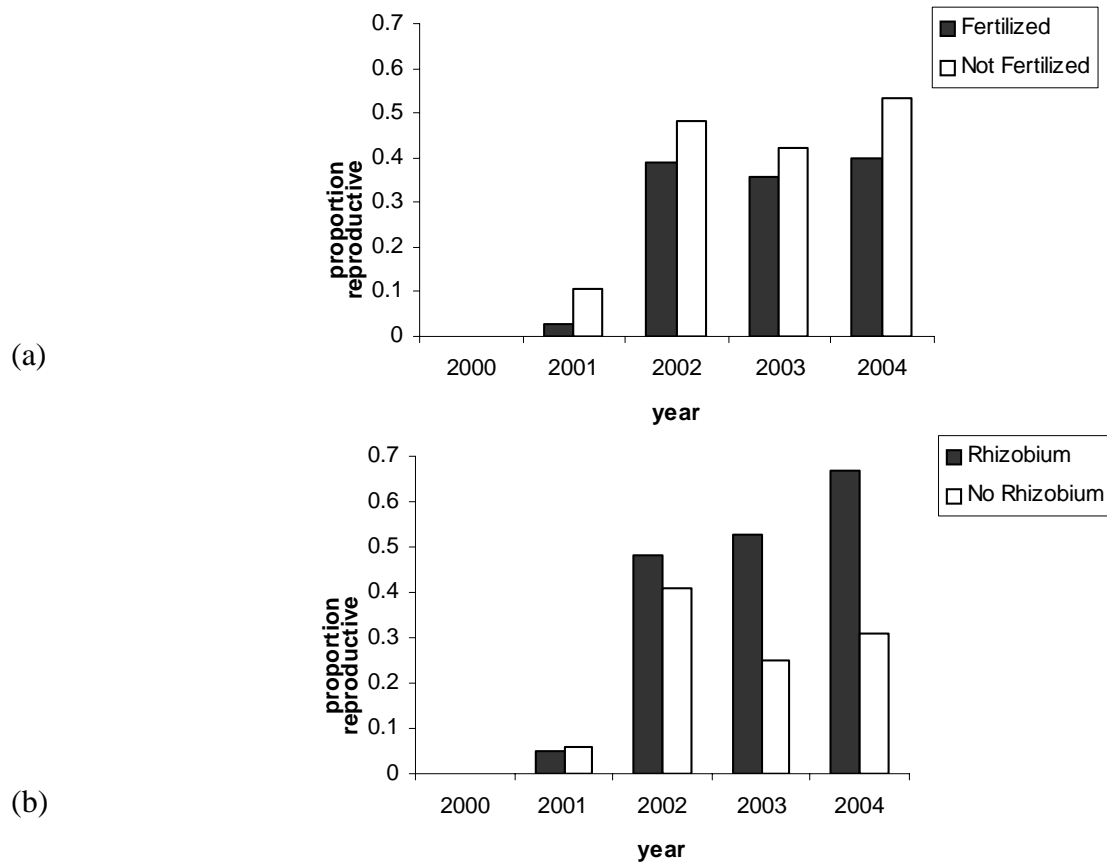 Fertilized
Not Fertilized
0.7
0.6
0.5
0.4
0.3
0.2
0.1
0
proportion
reproductive
2000 2001 2002 2003 2004
year
(a)
Rhizobium
No Rhizobium
0.7
0.6
0.5
0.4
0.3
0.2
0.1
0
proportion
reproductive
2000 2001 2002 2003 2004
year
(b)